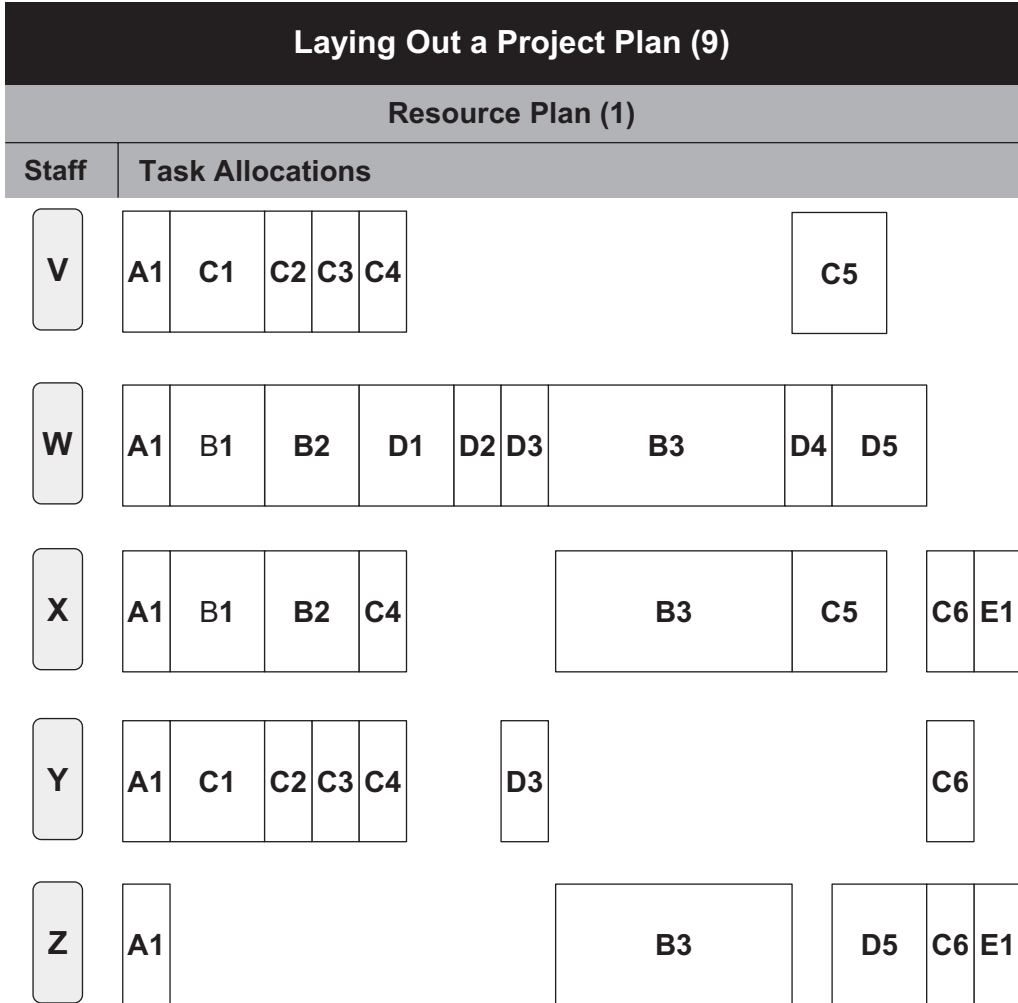 Laying Out a Project Plan (9)
Resource Plan (1)
Staff Task Allocations
V A1 C1 C2 C3 C4 C5
W A1 B1 B2 D1 D2 D3 B3 D4 D5
X A1 B1 B2 C4 B3 C5 C6 E1
Y A1 C1 C2 C3 C4 D3 C6
Z A1 B3 D5 C6 E1